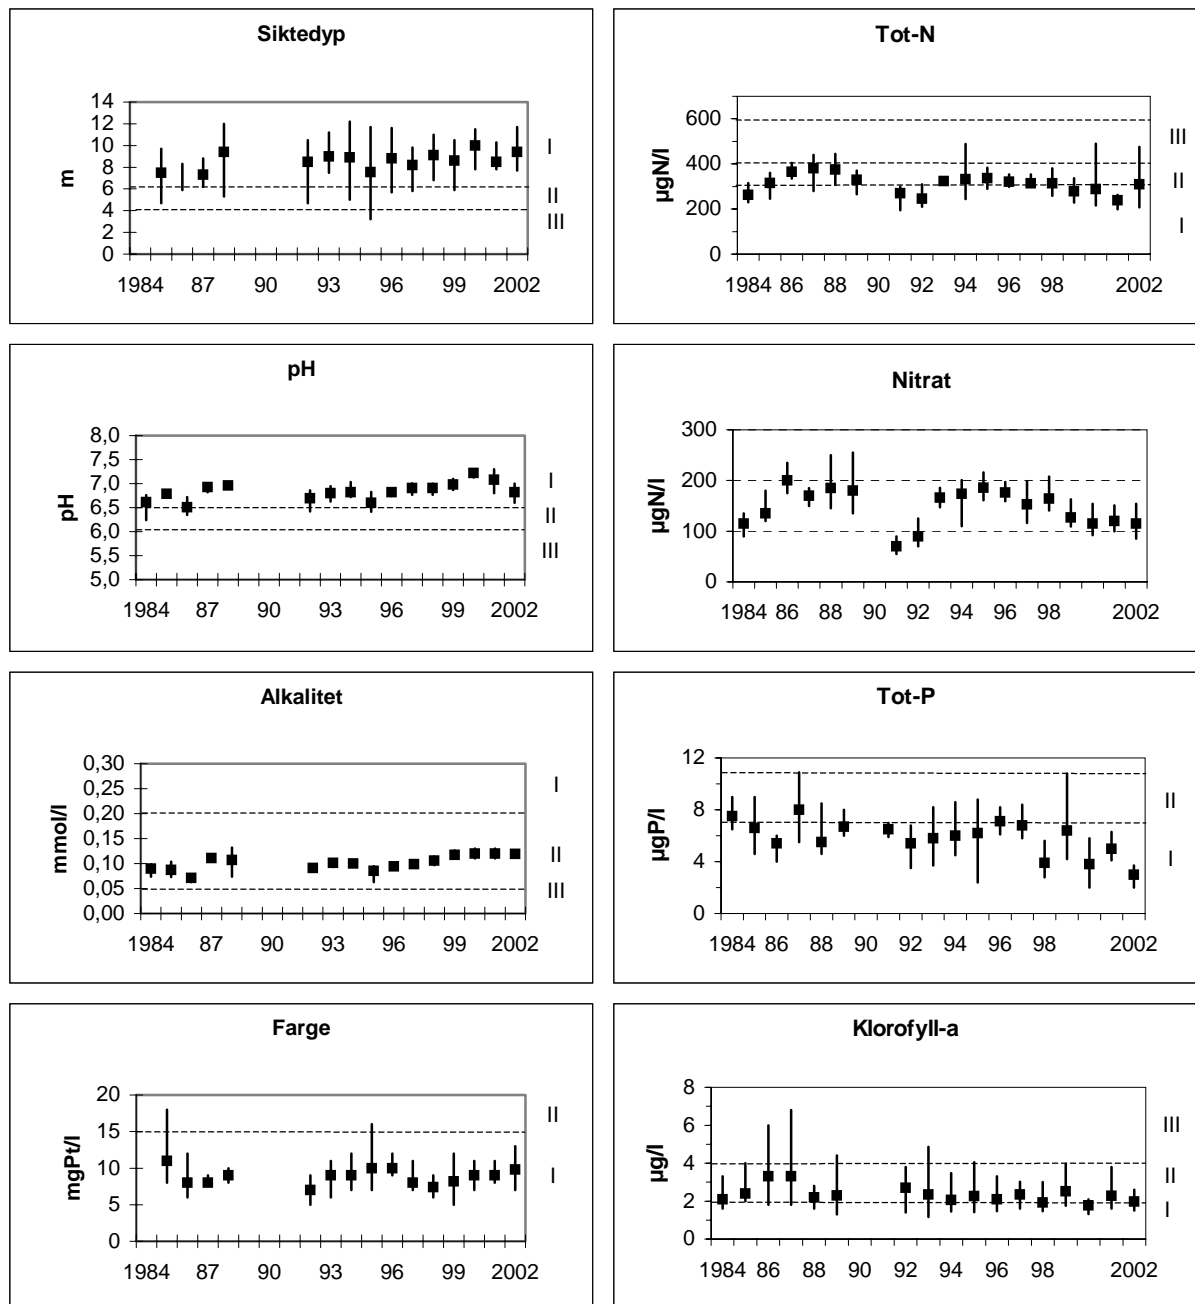 Siktedyp
m
14
12
10
8
6
4
2
0
I
II
III
1984 87 90 93 96 99 2002
Tot-N
µgN/l
600
400
200
0
III
II
I
1984 86 88 90 92 94 96 98 2002
pH
pH
8,0
7,5
7,0
6,5
6,0
5,5
5,0
I
II
III
1984 87 90 93 96 99 2002
Nitrat
µgN/l
300
200
100
0
1984 86 88 90 92 94 96 98 2002
Alkalitet
mmol/l
0,30
0,25
0,20
0,15
0,10
0,05
0,00
I
II
III
1984 87 90 93 96 99 2002
Tot-P
µgP/l
12
8
4
0
II
I
1984 86 88 90 92 94 96 98 2002
Farge
mgPt/l
20
15
10
5
0
II
I
1984 87 90 93 96 99 2002
Klorofyll-a
µg/l
8
6
4
2
0
III
II
I
1984 86 88 90 92 94 96 98 2002